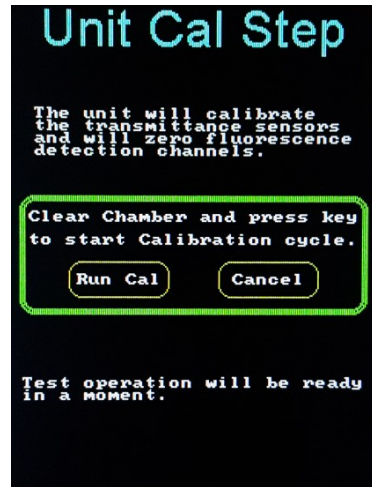 Unit Cal Step
The unit will calibrate
the transmittance sensors
and will zero fluorescence
detection channels.
Clear Chamber and press key
to start Calibration cycle.
Run Cal Cancel
Test operation will be ready
in a moment.